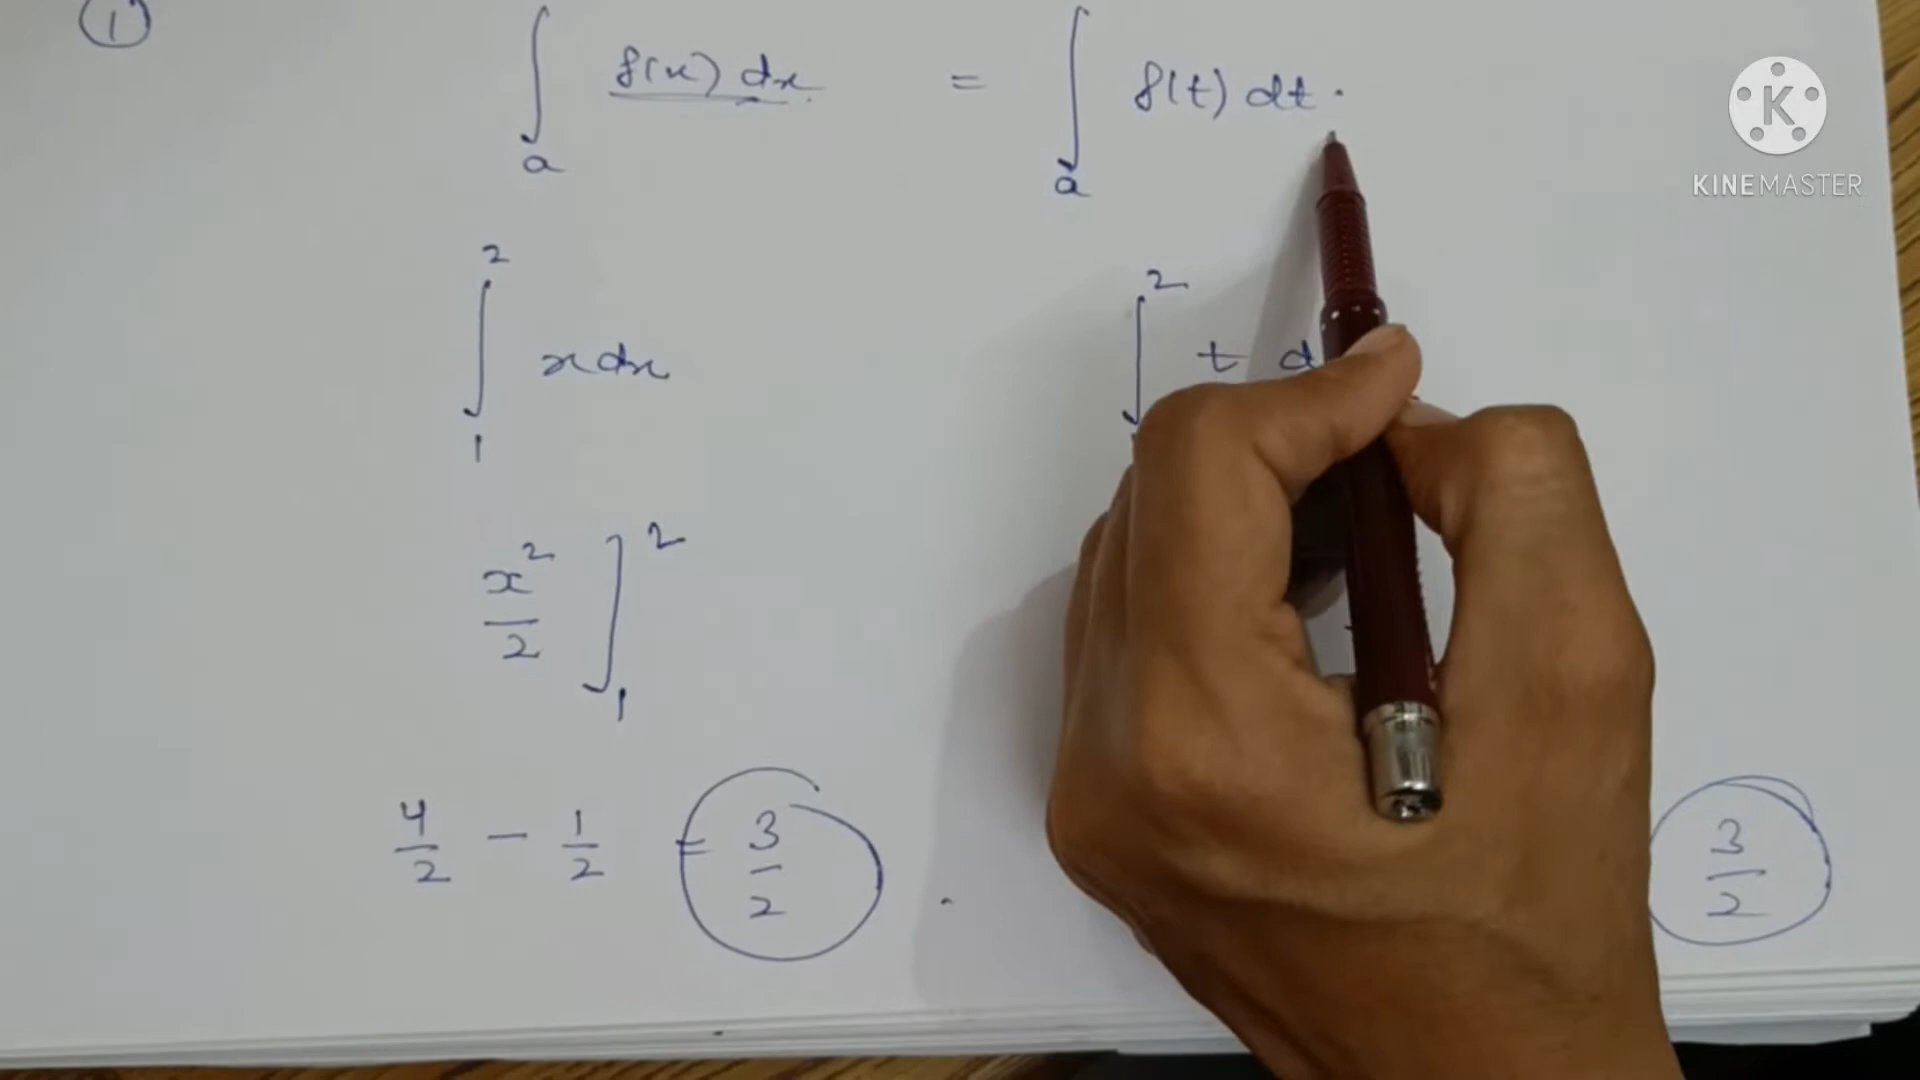 ①
∫ₐ f(x) dx = ∫ₐ f(t) dt.
KINEMASTER
∫₁² x dx ∫² t d
x²/2 ]₁²
4/2 - 1/2 = 3/2 . 3/2